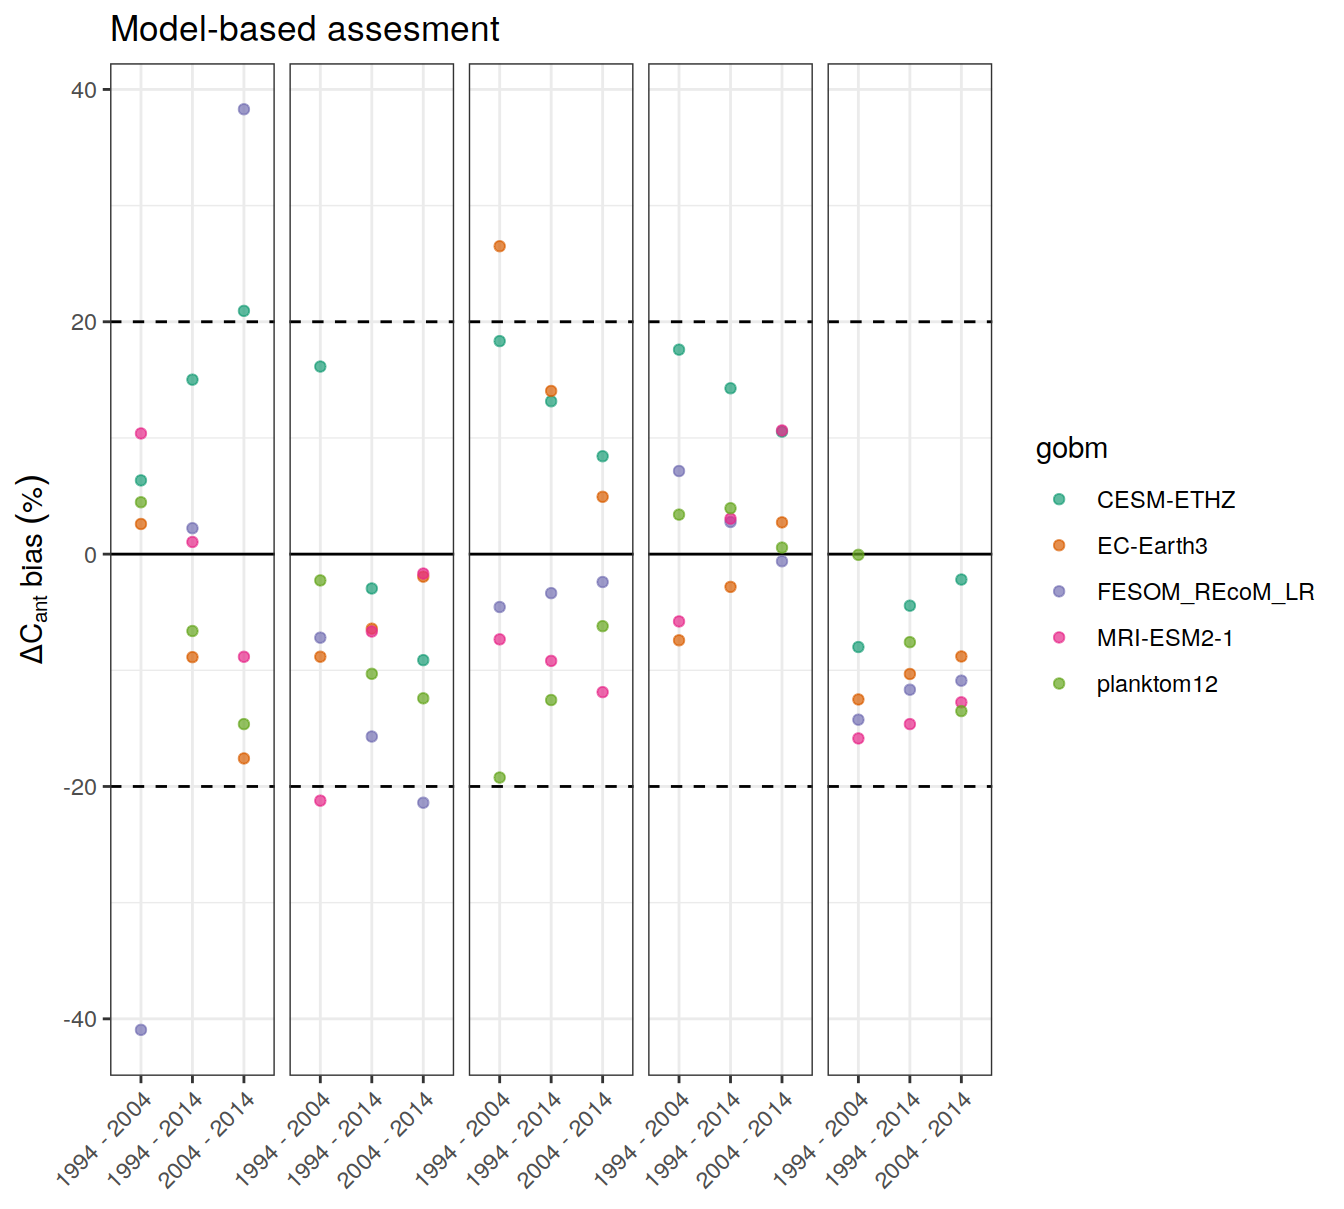 Model-based assesment
40
20
0
-20
-40
ΔCant bias (%)
1994 - 2004
1994 - 2014
2004 - 2014
1994 - 2004
1994 - 2014
2004 - 2014
1994 - 2004
1994 - 2014
2004 - 2014
1994 - 2004
1994 - 2014
2004 - 2014
1994 - 2004
1994 - 2014
2004 - 2014
gobm
CESM-ETHZ
EC-Earth3
FESOM_REcoM_LR
MRI-ESM2-1
planktom12